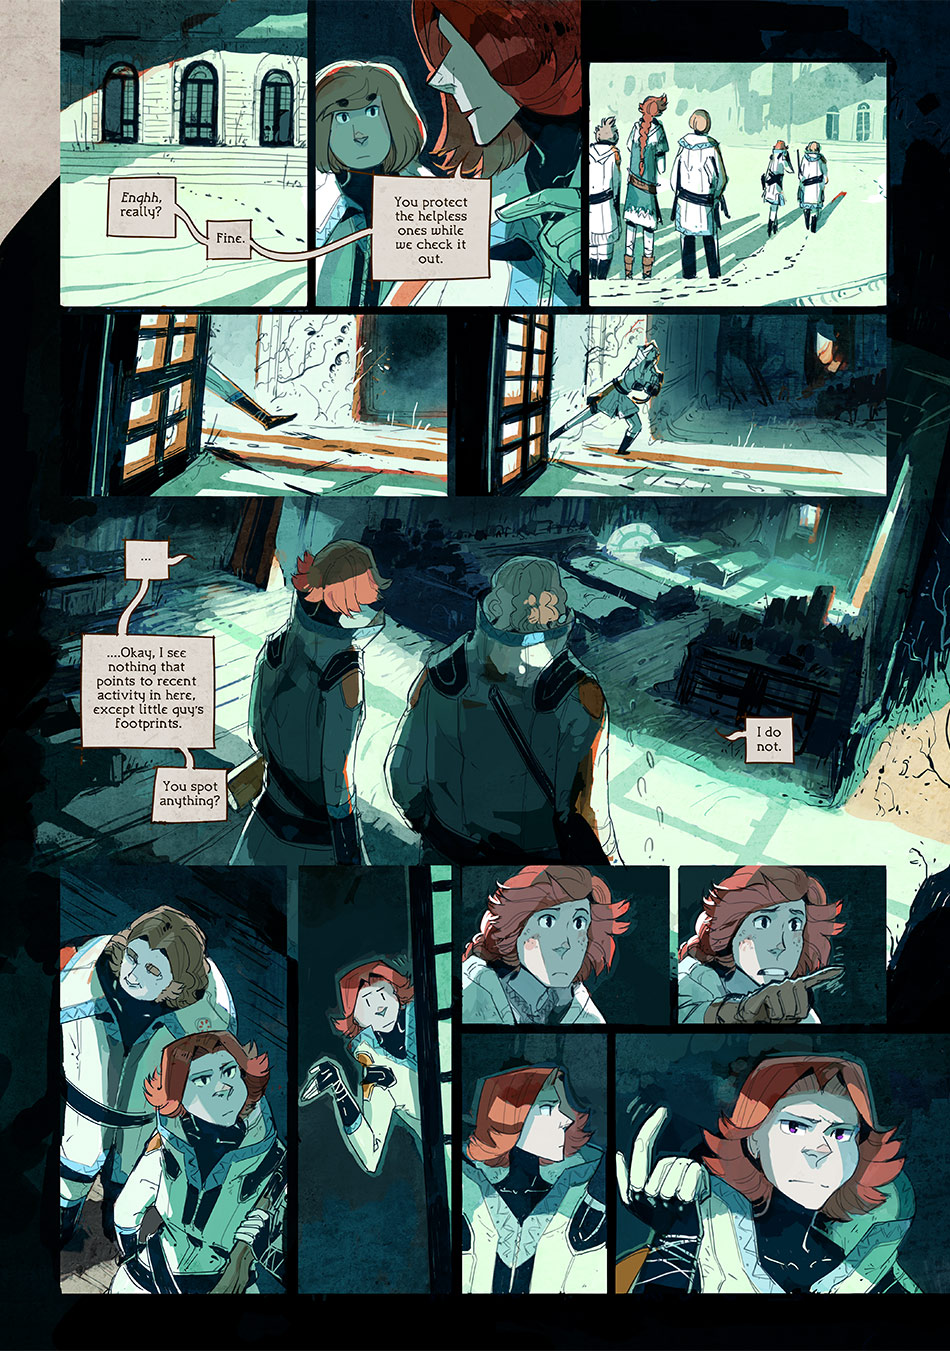 Enghh,
really?
Fine.
You protect
the helpless
ones while
we check it
out.
...
....Okay, I see
nothing that
points to recent
activity in here,
except little guy's
footprints.
You spot
anything?
I do
not.